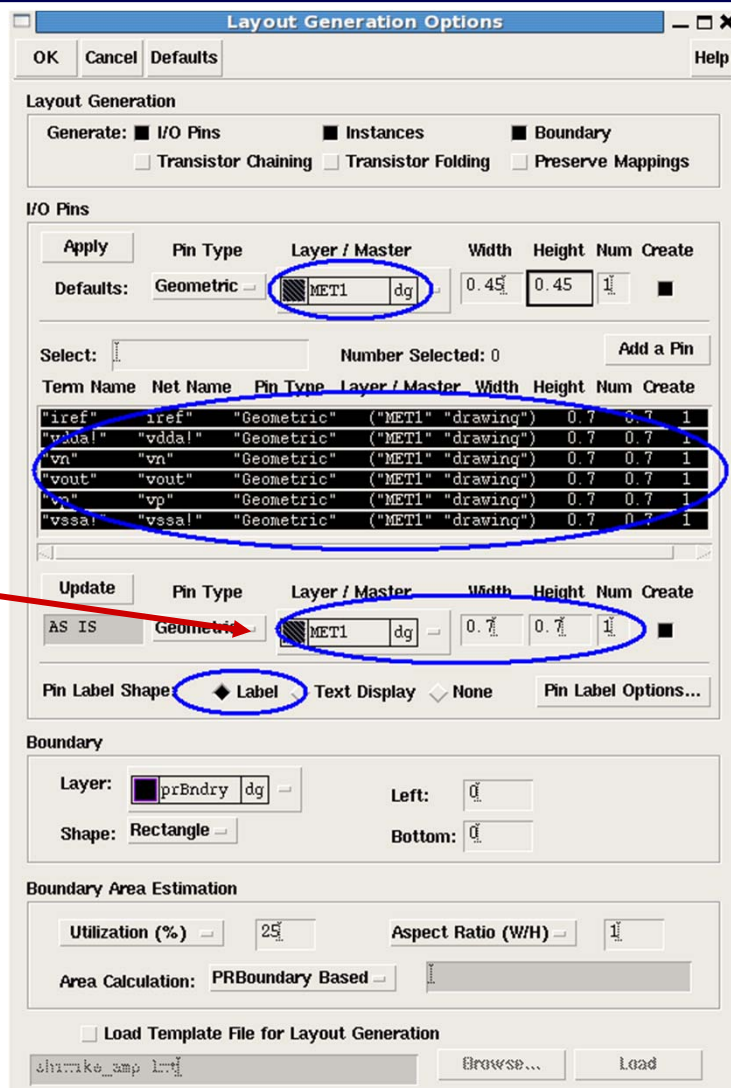 Layout Generation Options
OK Cancel Defaults Help
Layout Generation
Generate: I/O Pins Instances Boundary
Transistor Chaining Transistor Folding Preserve Mappings
I/O Pins
Apply Pin Type Layer / Master Width Height Num Create
Defaults: Geometric MET1 dg 0.45 0.45 1
Select: Number Selected: 0 Add a Pin
Term Name Net Name Pin Type Layer / Master Width Height Num Create
"iref" "iref" "Geometric" ("MET1" "drawing") 0.7 0.7 1
"vdda!" "vdda!" "Geometric" ("MET1" "drawing") 0.7 0.7 1
"vn" "vn" "Geometric" ("MET1" "drawing") 0.7 0.7 1
"vout" "vout" "Geometric" ("MET1" "drawing") 0.7 0.7 1
"vp" "vp" "Geometric" ("MET1" "drawing") 0.7 0.7 1
"vssa!" "vssa!" "Geometric" ("MET1" "drawing") 0.7 0.7 1
Update Pin Type Layer / Master Width Height Num Create
AS IS Geometric MET1 dg 0.7 0.7 1
Pin Label Shape: Label Text Display None Pin Label Options...
Boundary
Layer: prBndry dg Left: 0
Shape: Rectangle Bottom: 0
Boundary Area Estimation
Utilization (%) 25 Aspect Ratio (W/H) 1
Area Calculation: PRBoundary Based
Load Template File for Layout Generation
Browse... Load